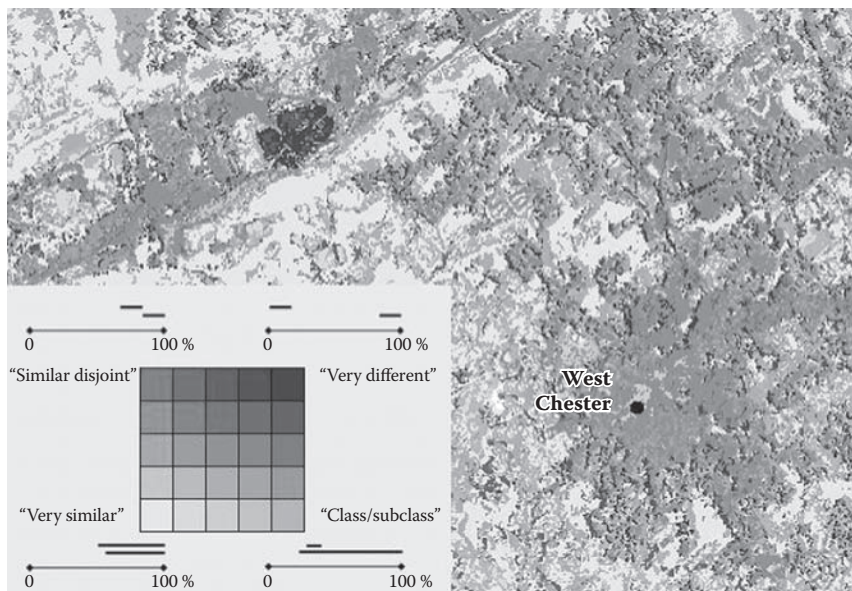 0
100 %
0
100 %
“Similar disjoint”
“Very different”
West
Chester
“Very similar”
“Class/subclass”
0
100 %
0
100 %